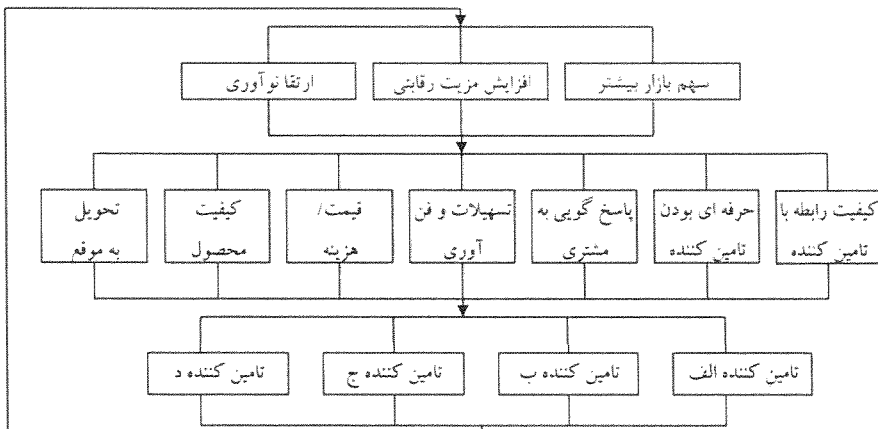 سهم بازار بیشتر
افزایش مزیت رقابتی
ارتقا نوآوری
کیفیت رابطه با
تامین کننده
حرفه ای بودن
تامین کننده
پاسخ گویی به
مشتری
تسهیلات و فن
آوری
قیمت/
هزینه
کیفیت
محصول
تحویل
به موقع
تامین کننده الف
تامین کننده ب
تامین کننده ج
تامین کننده د